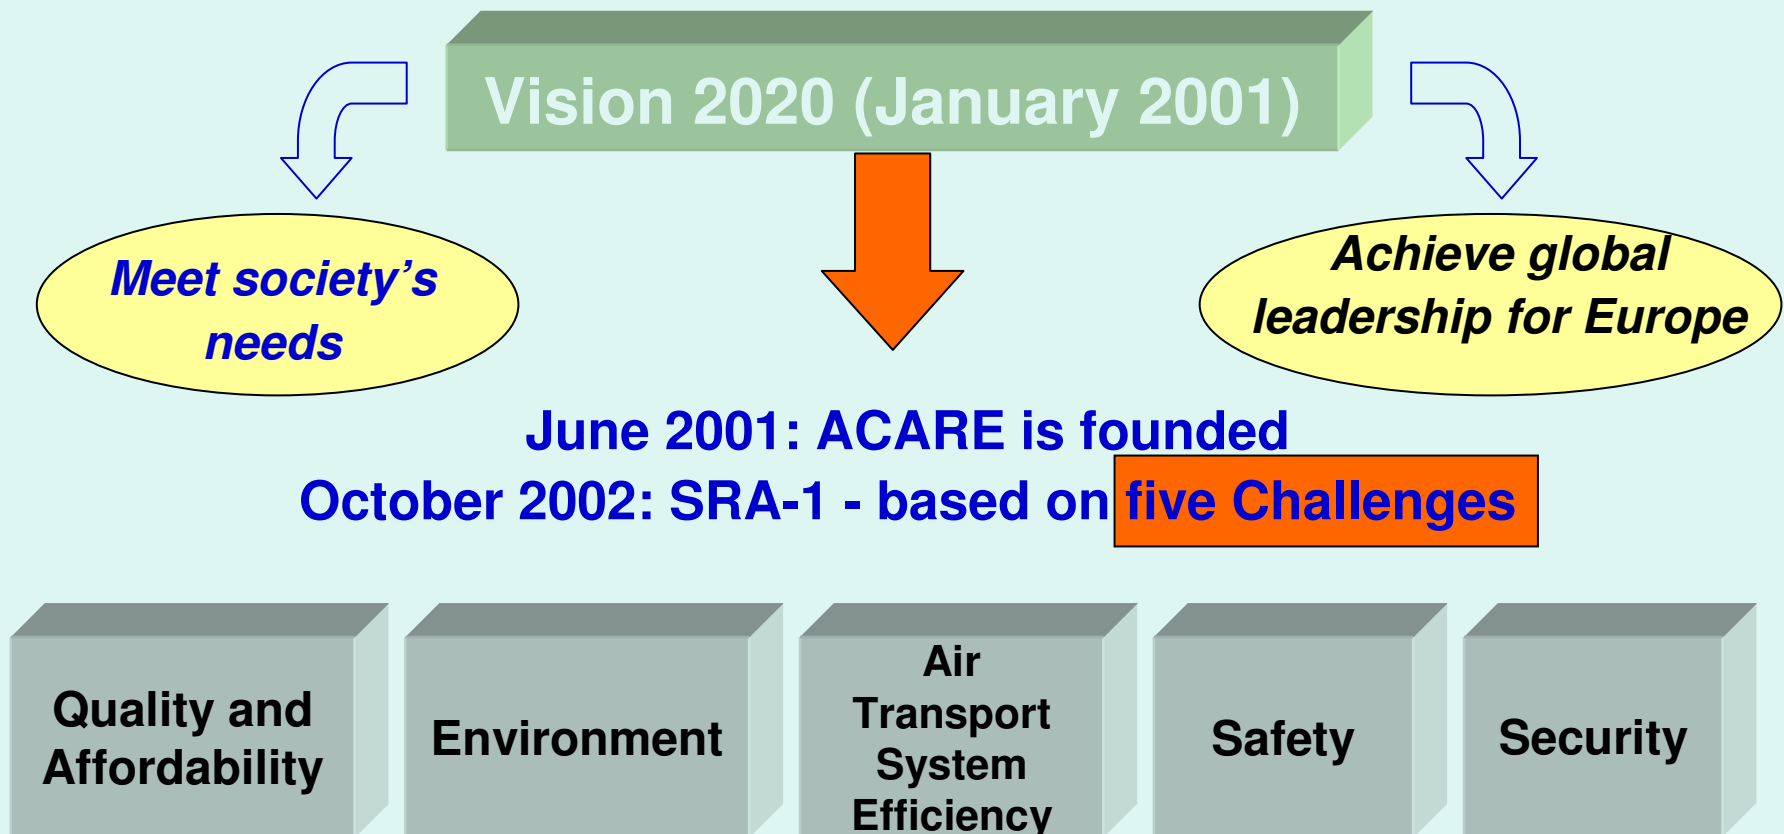 Vision 2020 (January 2001)
Meet society’s
needs
Achieve global
leadership for Europe
June 2001: ACARE is founded
October 2002: SRA-1 - based on five Challenges
Quality and
Affordability
Environment
Air
Transport
System
Efficiency
Safety
Security